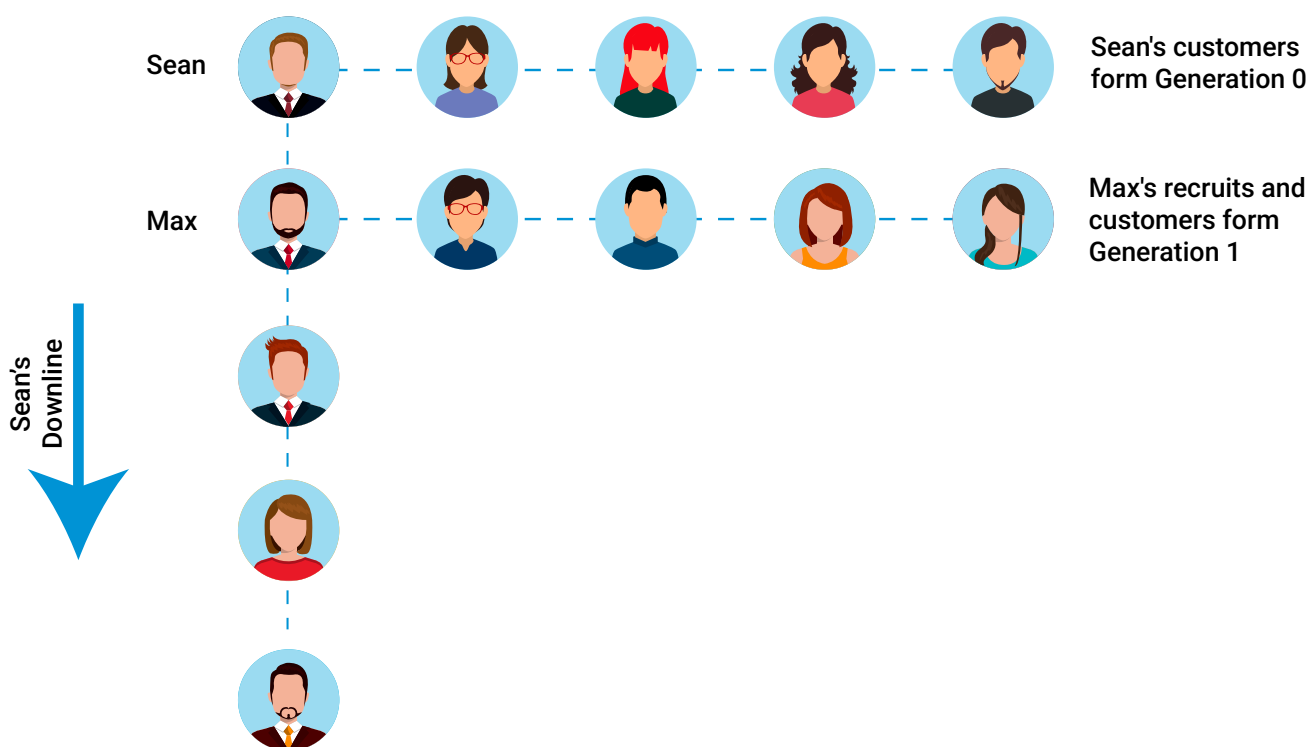 Sean
Sean's customers
form Generation 0
Max
Max's recruits and
customers form
Generation 1
Sean's
Downline